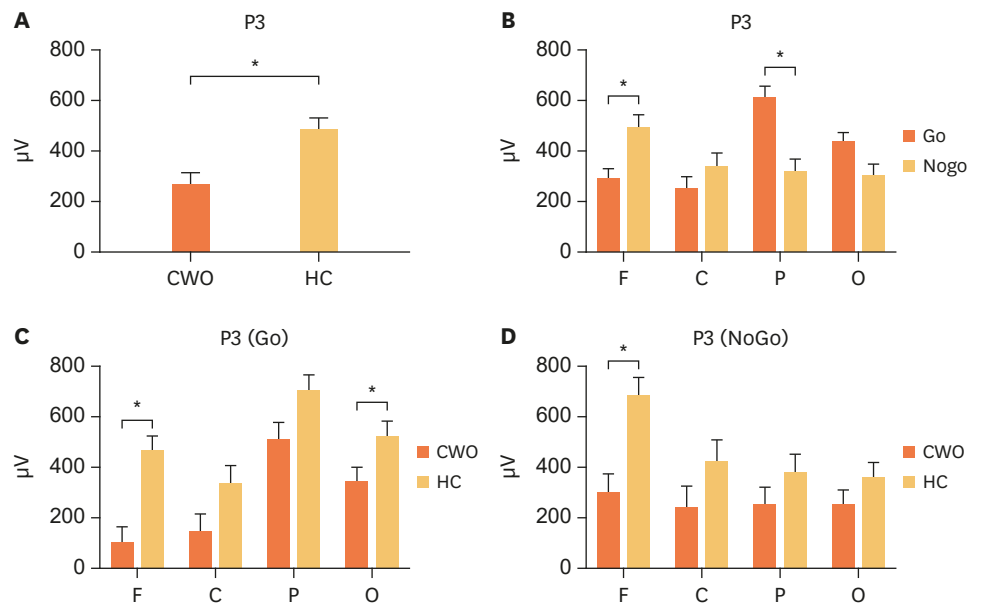 A
P3
800
600
400
200
0
µV
*
CWO
HC
B
P3
800
600
400
200
0
µV
*
*
F
C
P
O
Go
Nogo
C
P3 (Go)
800
600
400
200
0
µV
*
*
F
C
P
O
CWO
HC
D
P3 (NoGo)
800
600
400
200
0
µV
*
F
C
P
O
CWO
HC